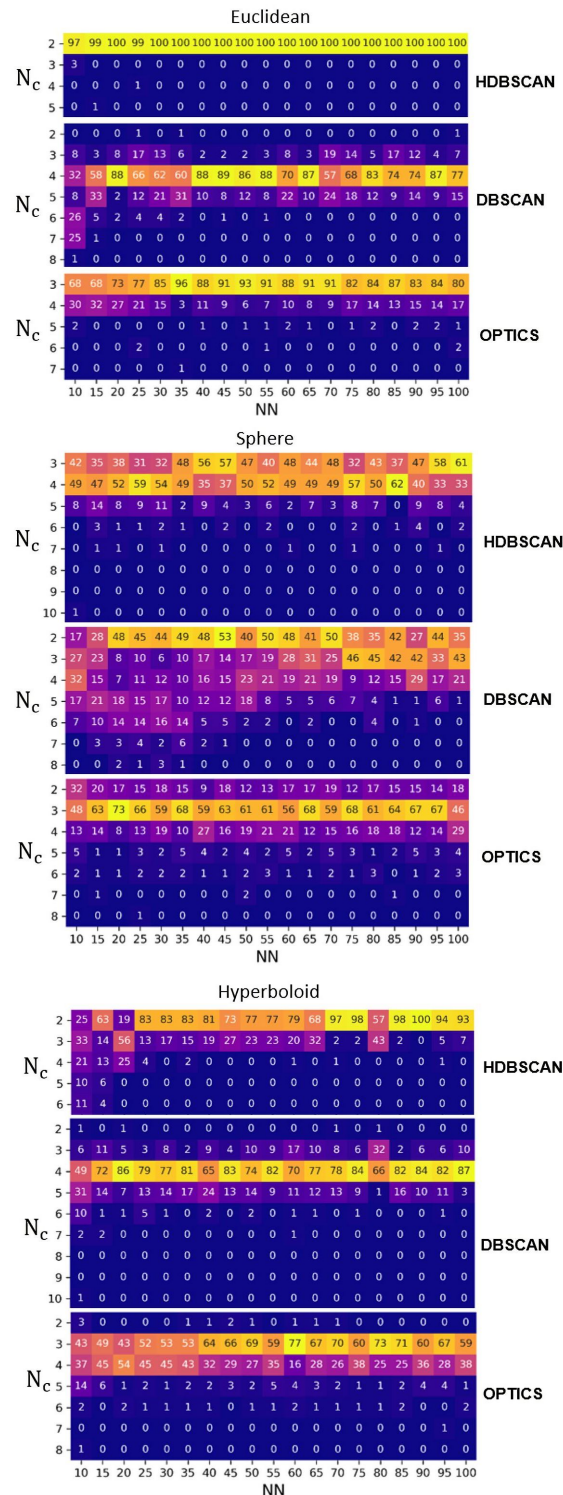 Euclidean
2 97 99 100 99 100 100 100 100 100 100 100 100 100 100 100 100 100 100 100
3 3 0 0 0 0 0 0 0 0 0 0 0 0 0 0 0 0 0 0
4 0 0 0 1 0 0 0 0 0 0 0 0 0 0 0 0 0 0 0
5 0 1 0 0 0 0 0 0 0 0 0 0 0 0 0 0 0 0 0
Nc
HDBSCAN
2 0 0 0 1 0 1 0 0 0 0 0 0 0 0 0 0 0 0 1
3 8 3 8 17 13 6 2 2 2 3 8 3 19 14 5 17 12 4 7
4 32 58 88 66 62 60 88 89 86 88 70 87 57 68 83 74 74 87 77
5 8 33 2 12 21 31 10 8 12 8 22 10 24 18 12 9 14 9 15
6 26 5 2 4 4 2 0 1 0 1 0 0 0 0 0 0 0 0 0
7 25 1 0 0 0 0 0 0 0 0 0 0 0 0 0 0 0 0 0
8 1 0 0 0 0 0 0 0 0 0 0 0 0 0 0 0 0 0 0
Nc
DBSCAN
3 68 68 73 77 85 96 88 91 93 91 88 91 91 82 84 87 83 84 80
4 30 32 27 21 15 3 11 9 6 7 10 8 9 17 14 13 15 14 17
5 2 0 0 0 0 0 1 0 1 1 2 1 0 1 2 0 2 2 1
6 0 0 0 2 0 0 0 0 0 1 0 0 0 0 0 0 0 0 2
7 0 0 0 0 0 1 0 0 0 0 0 0 0 0 0 0 0 0 0
Nc
OPTICS
10 15 20 25 30 35 40 45 50 55 60 65 70 75 80 85 90 95 100
NN
Sphere
3 42 35 38 31 32 48 56 57 47 40 48 44 48 32 43 37 47 58 61
4 49 47 52 59 54 49 35 37 50 52 49 49 49 57 50 62 40 33 33
5 8 14 8 9 11 2 9 4 3 6 2 7 3 8 7 0 9 8 4
6 0 3 1 1 2 1 0 2 0 2 0 0 0 2 0 1 4 0 2
7 0 1 1 0 1 0 0 0 0 0 1 0 0 1 0 0 0 1 0
8 0 0 0 0 0 0 0 0 0 0 0 0 0 0 0 0 0 0 0
9 0 0 0 0 0 0 0 0 0 0 0 0 0 0 0 0 0 0 0
10 1 0 0 0 0 0 0 0 0 0 0 0 0 0 0 0 0 0 0
Nc
HDBSCAN
2 17 28 48 45 44 49 48 53 40 50 48 41 50 38 35 42 27 44 35
3 27 23 8 10 6 10 17 14 17 19 28 31 25 46 45 42 42 33 43
4 32 15 7 11 12 10 16 15 23 21 19 21 19 9 12 15 29 17 21
5 17 21 18 15 17 10 12 12 18 8 5 5 6 7 4 1 1 6 1
6 7 10 14 14 16 14 5 5 2 2 0 2 0 0 4 0 1 0 0
7 0 3 3 4 2 6 2 1 0 0 0 0 0 0 0 0 0 0 0
8 0 0 2 1 3 1 0 0 0 0 0 0 0 0 0 0 0 0 0
Nc
DBSCAN
2 32 20 17 15 18 15 9 18 12 13 17 17 19 12 17 15 15 14 18
3 48 63 73 66 59 68 59 63 61 61 56 68 59 68 61 64 67 67 46
4 13 14 8 13 19 10 27 16 19 21 21 12 15 16 18 18 12 14 29
5 5 1 1 3 2 5 4 2 4 2 5 2 5 3 1 2 5 3 4
6 2 1 1 2 2 2 1 1 2 3 1 1 2 1 3 0 1 2 3
7 0 1 0 0 0 0 0 0 2 0 0 0 0 0 0 1 0 0 0
8 0 0 0 1 0 0 0 0 0 0 0 0 0 0 0 0 0 0 0
Nc
OPTICS
10 15 20 25 30 35 40 45 50 55 60 65 70 75 80 85 90 95 100
NN
Hyperboloid
2 25 63 19 83 83 83 81 73 77 77 79 68 97 98 57 98 100 94 93
3 33 14 56 13 17 15 19 27 23 23 20 32 2 2 43 2 0 5 7
4 21 13 25 4 0 2 0 0 0 0 1 0 1 0 0 0 0 1 0
5 10 6 0 0 0 0 0 0 0 0 0 0 0 0 0 0 0 0 0
6 11 4 0 0 0 0 0 0 0 0 0 0 0 0 0 0 0 0 0
Nc
HDBSCAN
2 1 0 1 0 0 0 0 0 0 0 0 0 1 0 1 0 0 0 0
3 6 11 5 3 8 2 9 4 10 9 17 10 8 6 32 2 6 6 10
4 49 72 86 79 77 81 65 83 74 82 70 77 78 84 66 82 84 82 87
5 31 14 7 13 14 17 24 13 14 9 11 12 13 9 1 16 10 11 3
6 10 1 1 5 1 0 2 0 2 0 1 1 0 1 0 0 0 1 0
7 2 2 0 0 0 0 0 0 0 0 1 0 0 0 0 0 0 0 0
8 0 0 0 0 0 0 0 0 0 0 0 0 0 0 0 0 0 0 0
9 0 0 0 0 0 0 0 0 0 0 0 0 0 0 0 0 0 0 0
10 1 0 0 0 0 0 0 0 0 0 0 0 0 0 0 0 0 0 0
Nc
DBSCAN
2 3 0 0 0 0 1 1 2 1 0 1 1 1 0 0 0 0 0 0
3 43 49 43 52 53 53 64 66 69 59 77 67 70 60 73 71 60 67 59
4 37 45 54 45 45 43 32 29 27 35 16 28 26 38 25 25 36 28 38
5 14 6 1 2 1 2 2 3 2 5 4 3 2 1 1 2 4 4 1
6 2 0 2 1 1 1 0 1 1 2 1 1 1 2 0 0 0 0 2
7 0 0 0 0 0 0 0 0 0 0 0 0 0 0 0 0 0 1 0
8 1 0 0 0 0 0 0 0 0 0 0 0 0 0 0 0 0 0 0
Nc
OPTICS
10 15 20 25 30 35 40 45 50 55 60 65 70 75 80 85 90 95 100
NN